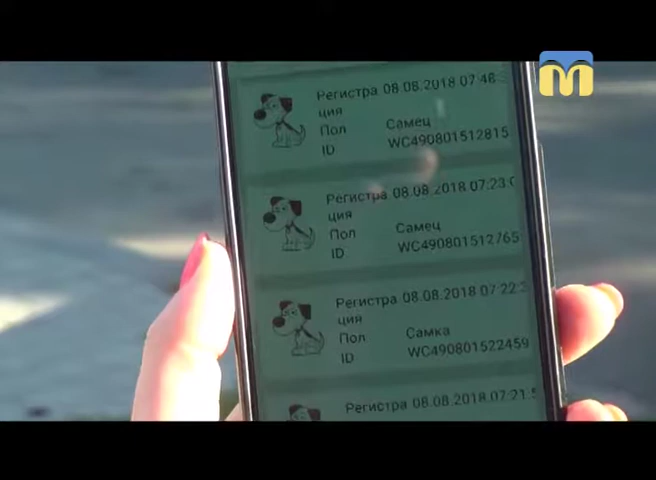 Регистра 08.08.2018 07:48
ция
Пол Самец
ID WC490801512815
Регистра 08.08.2018 07:23:0
ция
Пол Самец
ID WC490801512765
Регистра 08.08.2018 07:22:
ция
Пол Самка
ID WC490801522459
Регистра 08.08.2018 07:21: